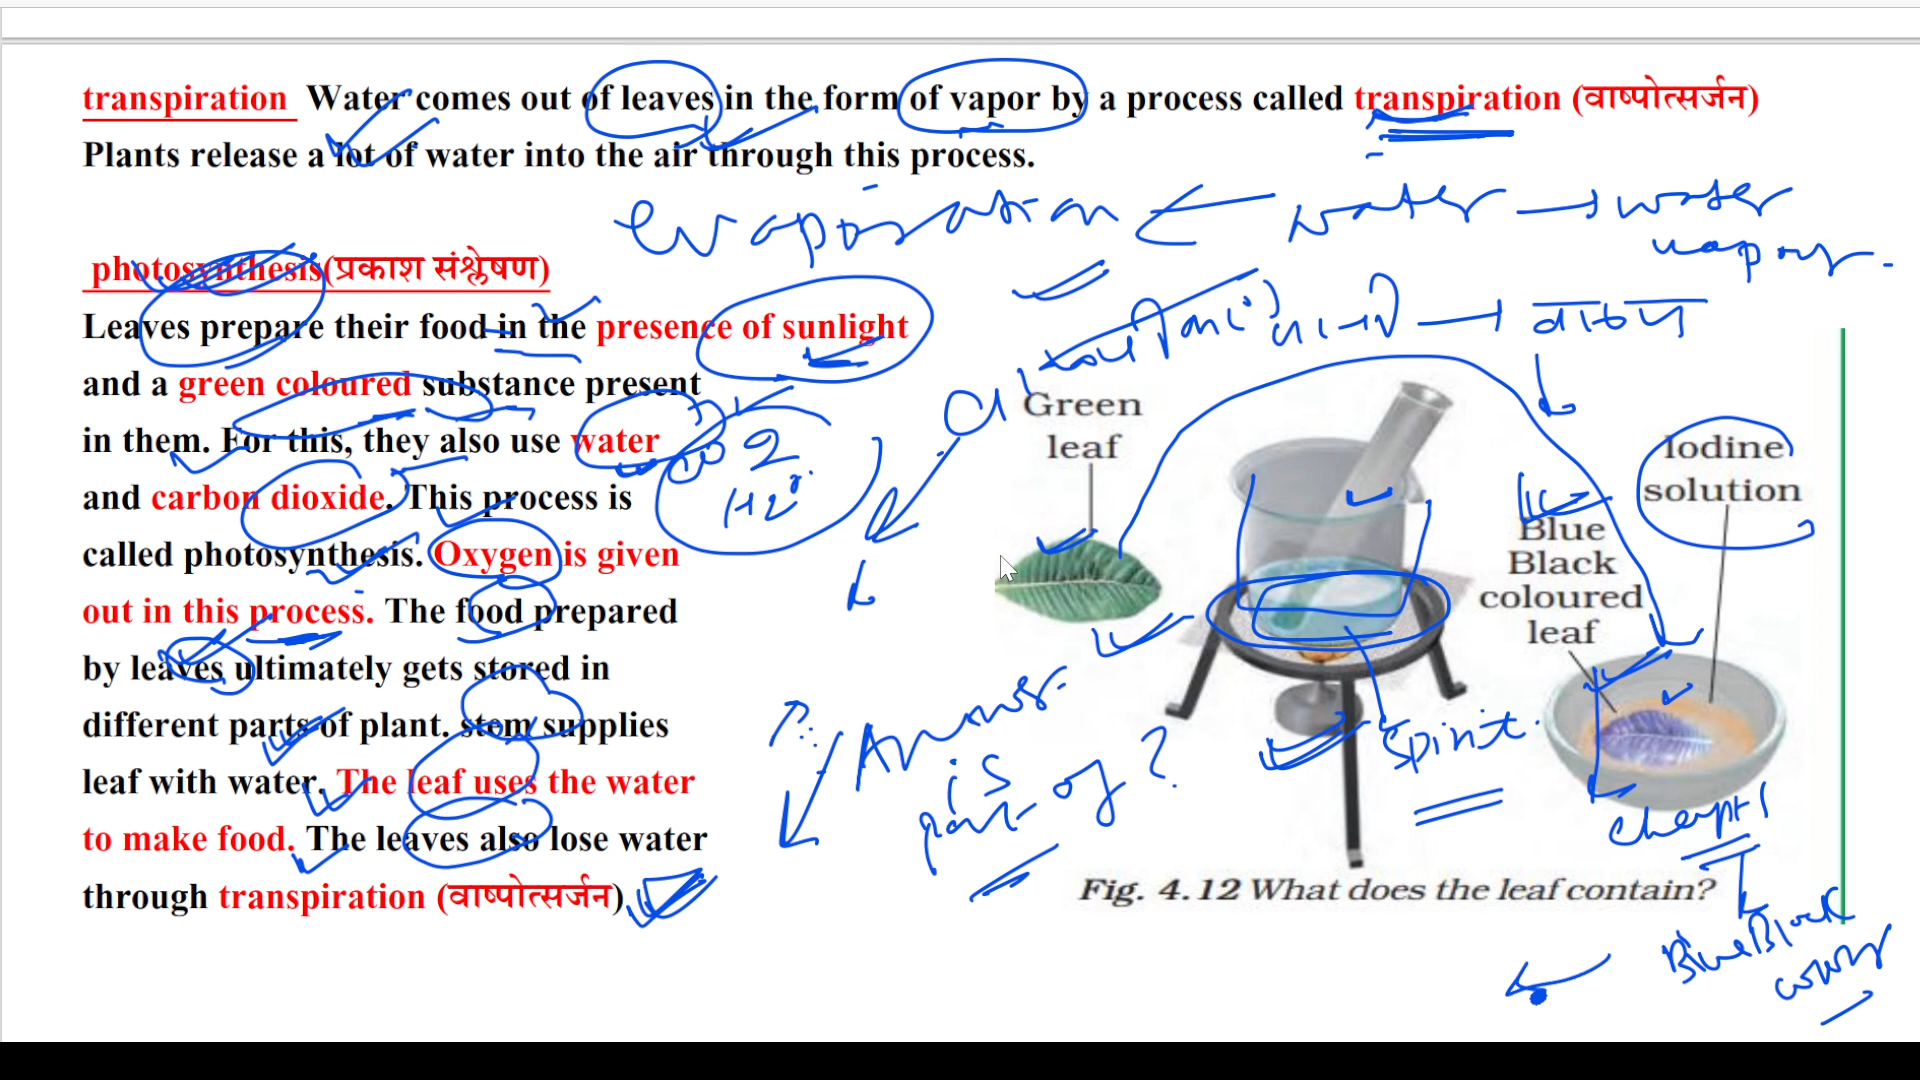 transpiration Water comes out of leaves in the form of vapor by a process called transpiration (वाष्पोत्सर्जन)
Plants release a lot of water into the air through this process.
evaporation ← water → water
vapour.
photosynthesis(प्रकाश संश्लेषण)
Leaves prepare their food in the presence of sunlight
and a green coloured substance present
in them. For this, they also use water
and carbon dioxide. This process is
called photosynthesis. Oxygen is given
out in this process. The food prepared
by leaves ultimately gets stored in
different parts of plant. stem supplies
leaf with water. The leaf uses the water
to make food. The leaves also lose water
through transpiration (वाष्पोत्सर्जन)
Green
leaf
Iodine
solution
Blue
Black
coloured
leaf
spirit.
Fig. 4.12 What does the leaf contain?